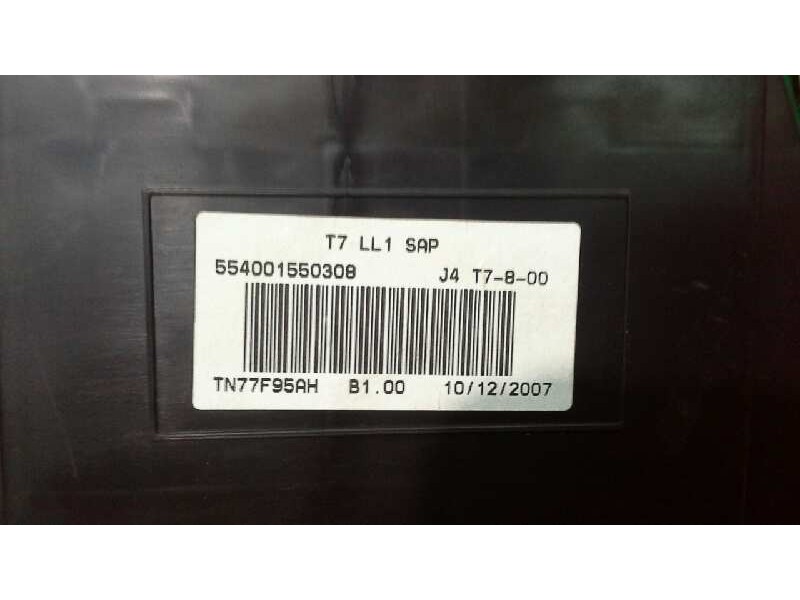 T7 LL1 SAP
554001550308 J4 T7-8-00
TN77F95AH B1.00 10/12/2007